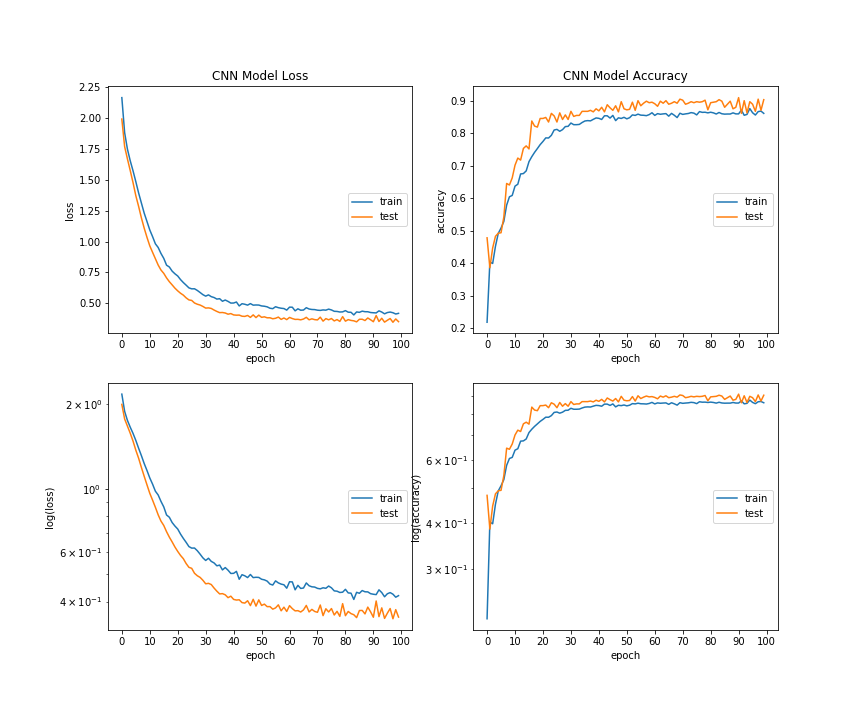 CNN Model Loss
2.25
2.00
1.75
1.50
1.25
1.00
0.75
0.50
loss
train
test
0 10 20 30 40 50 60 70 80 90 100
epoch
CNN Model Accuracy
0.9
0.8
0.7
0.6
0.5
0.4
0.3
0.2
accuracy
train
test
0 10 20 30 40 50 60 70 80 90 100
epoch
2 × 10⁰
10⁰
6 × 10⁻¹
4 × 10⁻¹
log(loss)
train
test
0 10 20 30 40 50 60 70 80 90 100
epoch
6 × 10⁻¹
4 × 10⁻¹
3 × 10⁻¹
log(accuracy)
train
test
0 10 20 30 40 50 60 70 80 90 100
epoch